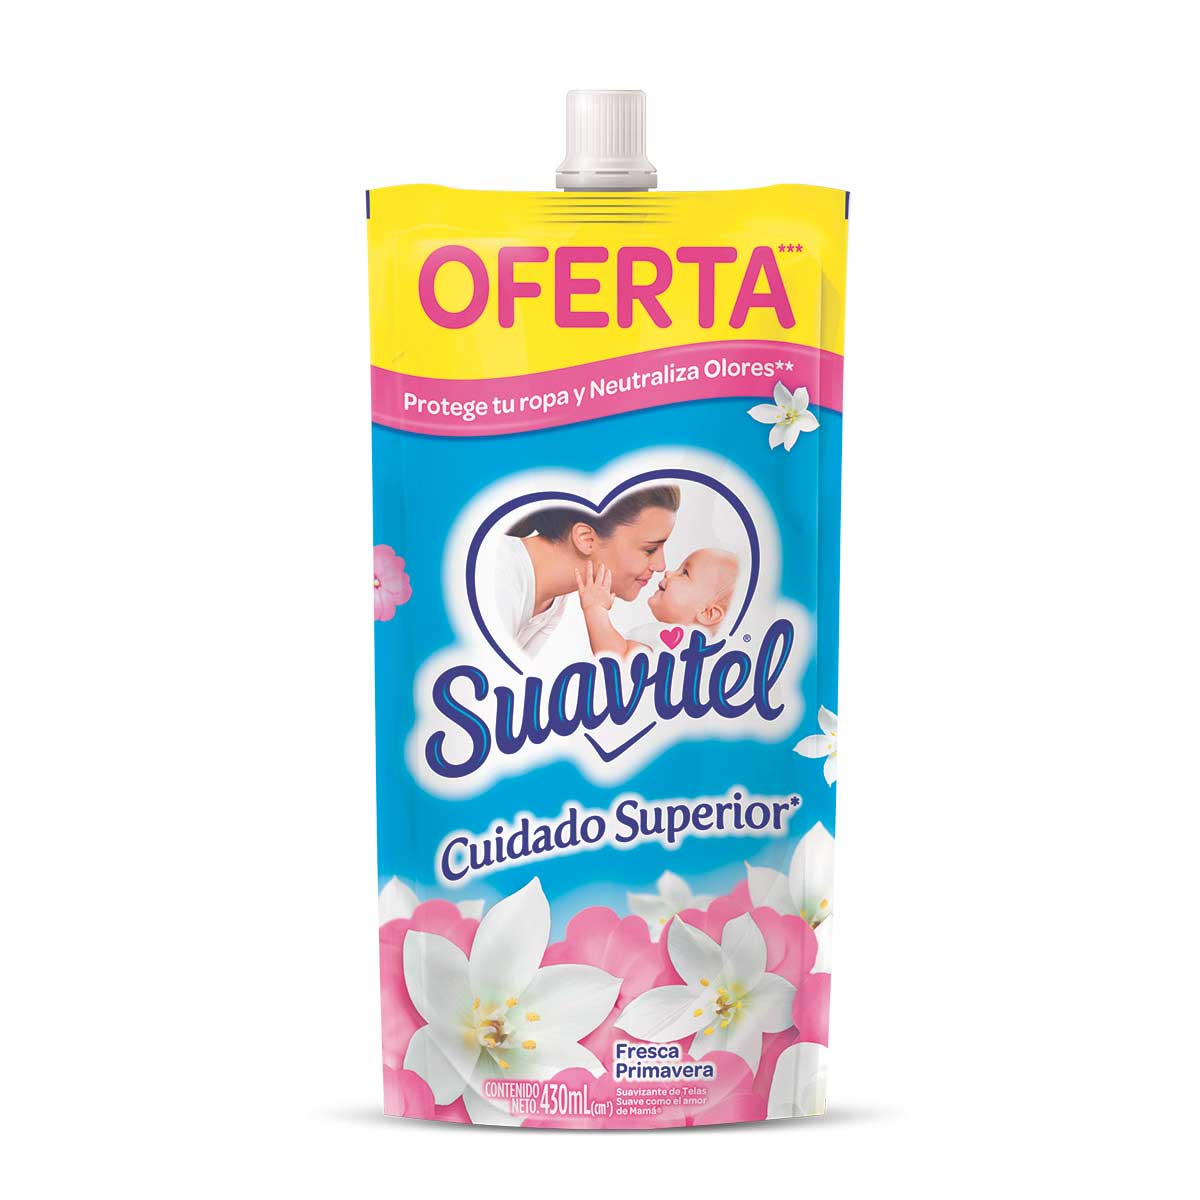 OFERTA***
Protege tu ropa y Neutraliza Olores**
Suavitel®
Cuidado Superior*
Fresca
Primavera
Suavizante de Telas
Suave como el amor
de Mamá®
CONTENIDO
NETO. 430mL(cm³)